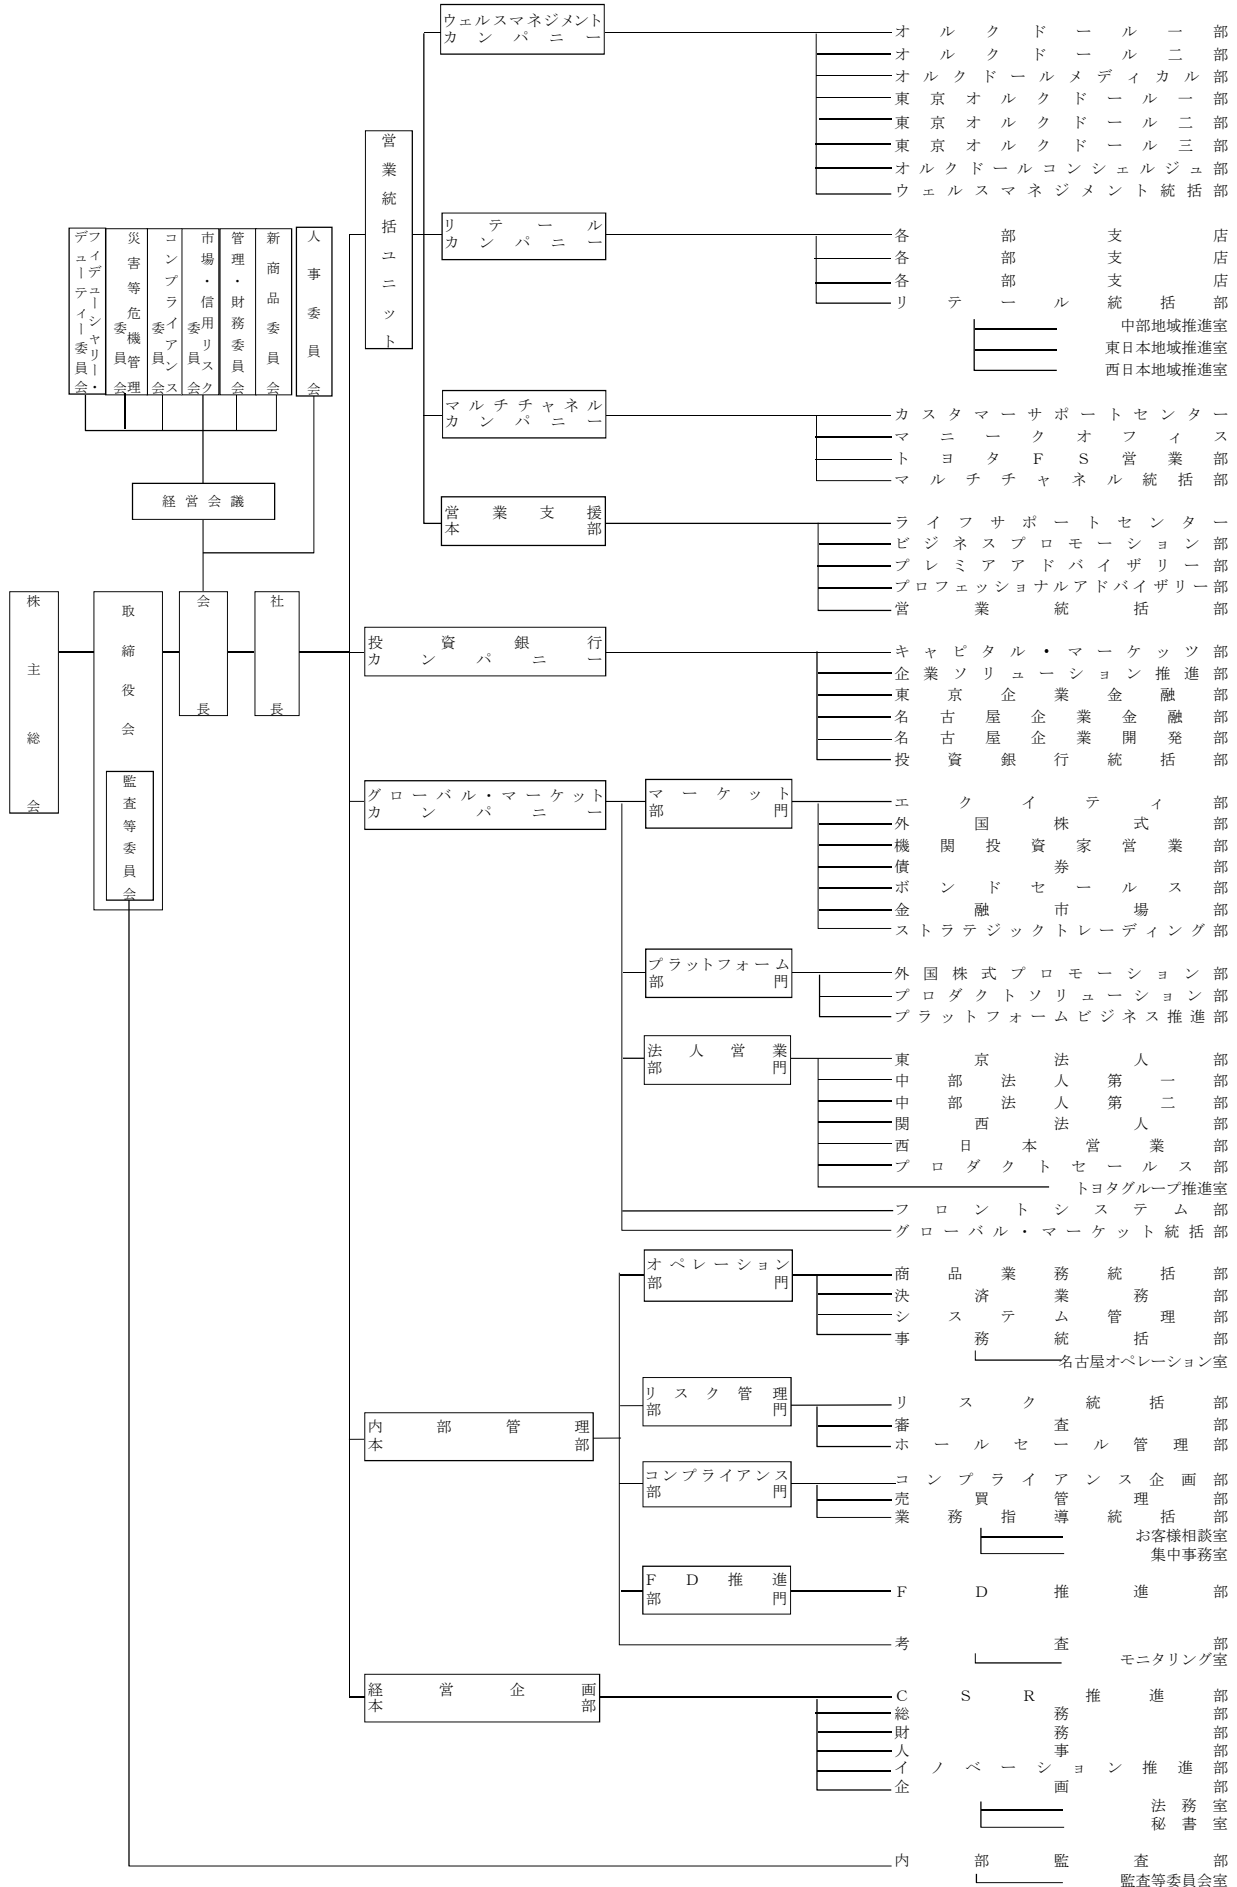 ウェルスマネジメント
カンパニー
オルクドール一部
オルクドール二部
オルクドールメディカル部
東京オルクドール一部
東京オルクドール二部
東京オルクドール三部
オルクドールコンシェルジュ部
ウェルスマネジメント統括部
営業統括ユニット
リテール
カンパニー
各部支店
各部支店
各部支店
リテール統括部
中部地域推進室
東日本地域推進室
西日本地域推進室
人事委員会
新商品委員会
管理・財務委員会
市場・信用リスク
委員会
コンプライアンス
委員会
災害等危機管理
委員会
フィデューシャリー・
デューティー委員会
マルチチャネル
カンパニー
カスタマーサポートセンター
マニークオフィス
トヨタFS営業部
マルチチャネル統括部
経営会議
営業支援
本部
ライフサポートセンター
ビジネスプロモーション部
プレミアアドバイザリー部
プロフェッショナルアドバイザリー部
営業統括部
株主総会
取締役会
監査等委員会
会長
社長
投資銀行
カンパニー
キャピタル・マーケッツ部
企業ソリューション推進部
東京企業金融部
名古屋企業金融部
名古屋企業開発部
投資銀行統括部
グローバル・マーケット
カンパニー
マーケット
部門
エクイティ部
外国株式部
機関投資家営業部
債券部
ボンドセールス部
金融市場部
ストラテジックトレーディング部
プラットフォーム
部門
外国株式プロモーション部
プロダクトソリューション部
プラットフォームビジネス推進部
法人営業
部門
東京法人部
中部法人第一部
中部法人第二部
関西法人部
西日本営業部
プロダクトセールス部
トヨタグループ推進室
フロントシステム部
グローバル・マーケット統括部
内部管理
本部
オペレーション
部門
商品業務統括部
決済業務部
システム管理部
事務統括部
名古屋オペレーション室
リスク管理
部門
リスク統括部
審査部
ホールセール管理部
コンプライアンス
部門
コンプライアンス企画部
売買管理部
業務指導統括部
お客様相談室
集中事務室
FD推進
部門
FD推進部
考査部
モニタリング室
経営企画
本部
CSR推進部
総務部
財務部
人事部
イノベーション推進部
企画部
法務室
秘書室
内部監査部
監査等委員会室